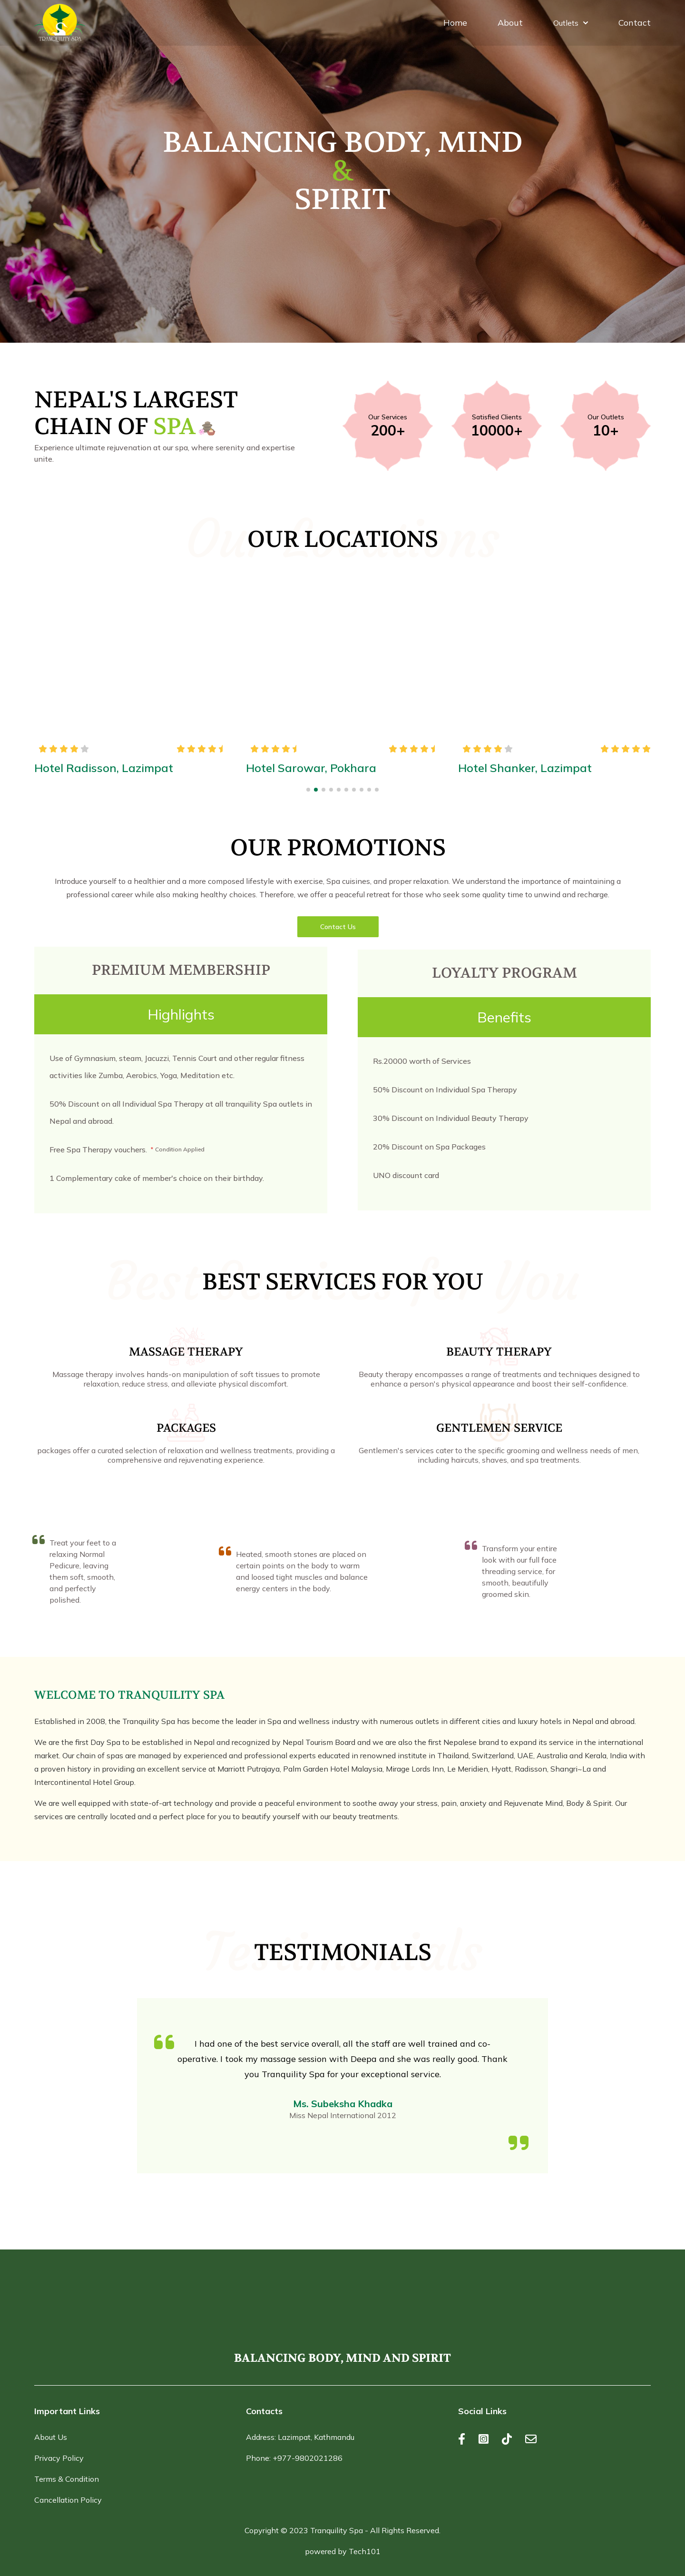 TRANQUILITY SPA
Home
About
Outlets
Contact
BALANCING BODY, MIND
&
SPIRIT
NEPAL'S LARGEST
CHAIN OF SPA
Experience ultimate rejuvenation at our spa, where serenity and expertise
unite.
Our Services
200+
Satisfied Clients
10000+
Our Outlets
10+
Our Locations
OUR LOCATIONS
Hotel Radisson, Lazimpat
Hotel Sarowar, Pokhara
Hotel Shanker, Lazimpat
OUR PROMOTIONS
Introduce yourself to a healthier and a more composed lifestyle with exercise, Spa cuisines, and proper relaxation. We understand the importance of maintaining a
professional career while also making healthy choices. Therefore, we offer a peaceful retreat for those who seek some quality time to unwind and recharge.
Contact Us
PREMIUM MEMBERSHIP
Highlights
Use of Gymnasium, steam, Jacuzzi, Tennis Court and other regular fitness
activities like Zumba, Aerobics, Yoga, Meditation etc.
50% Discount on all Individual Spa Therapy at all tranquility Spa outlets in
Nepal and abroad.
Free Spa Therapy vouchers. * Condition Applied
1 Complementary cake of member's choice on their birthday.
LOYALTY PROGRAM
Benefits
Rs.20000 worth of Services
50% Discount on Individual Spa Therapy
30% Discount on Individual Beauty Therapy
20% Discount on Spa Packages
UNO discount card
Best Services for You
BEST SERVICES FOR YOU
MASSAGE THERAPY
Massage therapy involves hands-on manipulation of soft tissues to promote
relaxation, reduce stress, and alleviate physical discomfort.
BEAUTY THERAPY
Beauty therapy encompasses a range of treatments and techniques designed to
enhance a person's physical appearance and boost their self-confidence.
PACKAGES
packages offer a curated selection of relaxation and wellness treatments, providing a
comprehensive and rejuvenating experience.
GENTLEMEN SERVICE
Gentlemen's services cater to the specific grooming and wellness needs of men,
including haircuts, shaves, and spa treatments.
Treat your feet to a
relaxing Normal
Pedicure, leaving
them soft, smooth,
and perfectly
polished.
Heated, smooth stones are placed on
certain points on the body to warm
and loosed tight muscles and balance
energy centers in the body.
Transform your entire
look with our full face
threading service, for
smooth, beautifully
groomed skin.
WELCOME TO TRANQUILITY SPA
Established in 2008, the Tranquility Spa has become the leader in Spa and wellness industry with numerous outlets in different cities and luxury hotels in Nepal and abroad.
We are the first Day Spa to be established in Nepal and recognized by Nepal Tourism Board and we are also the first Nepalese brand to expand its service in the international
market. Our chain of spas are managed by experienced and professional experts educated in renowned institute in Thailand, Switzerland, UAE, Australia and Kerala, India with
a proven history in providing an excellent service at Marriott Putrajaya, Palm Garden Hotel Malaysia, Mirage Lords Inn, Le Meridien, Hyatt, Radisson, Shangri–La and
Intercontinental Hotel Group.
We are well equipped with state-of-art technology and provide a peaceful environment to soothe away your stress, pain, anxiety and Rejuvenate Mind, Body & Spirit. Our
services are centrally located and a perfect place for you to beautify yourself with our beauty treatments.
Testimonials
TESTIMONIALS
I had one of the best service overall, all the staff are well trained and co-
operative. I took my massage session with Deepa and she was really good. Thank
you Tranquility Spa for your exceptional service.
Ms. Subeksha Khadka
Miss Nepal International 2012
BALANCING BODY, MIND AND SPIRIT
Important Links
About Us
Privacy Policy
Terms & Condition
Cancellation Policy
Contacts
Address: Lazimpat, Kathmandu
Phone: +977-9802021286
Social Links
Copyright © 2023 Tranquility Spa - All Rights Reserved.
powered by Tech101